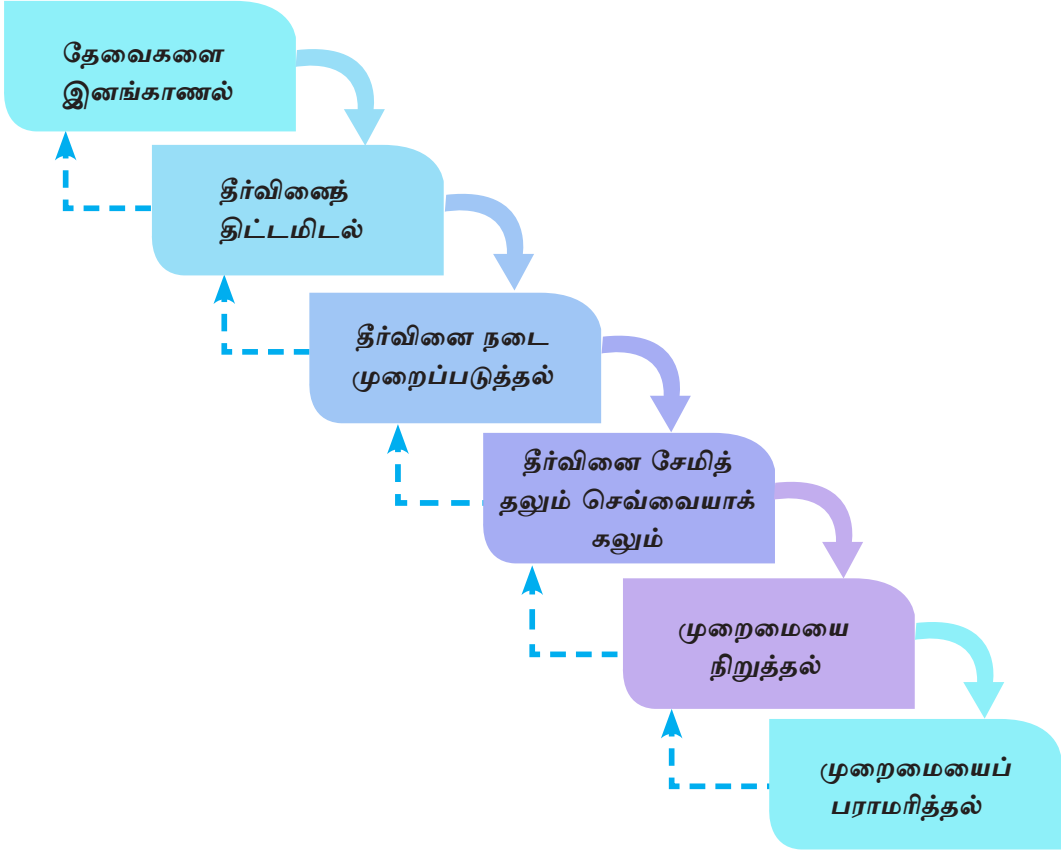 தேவைகளை
இனங்காணல்
தீர்வினைத்
திட்டமிடல்
தீர்வினை நடை
முறைப்படுத்தல்
தீர்வினை சேமித்
தலும் செவ்வையாக்
கலும்
முறைமையை
நிறுத்தல்
முறைமையைப்
பராமரித்தல்